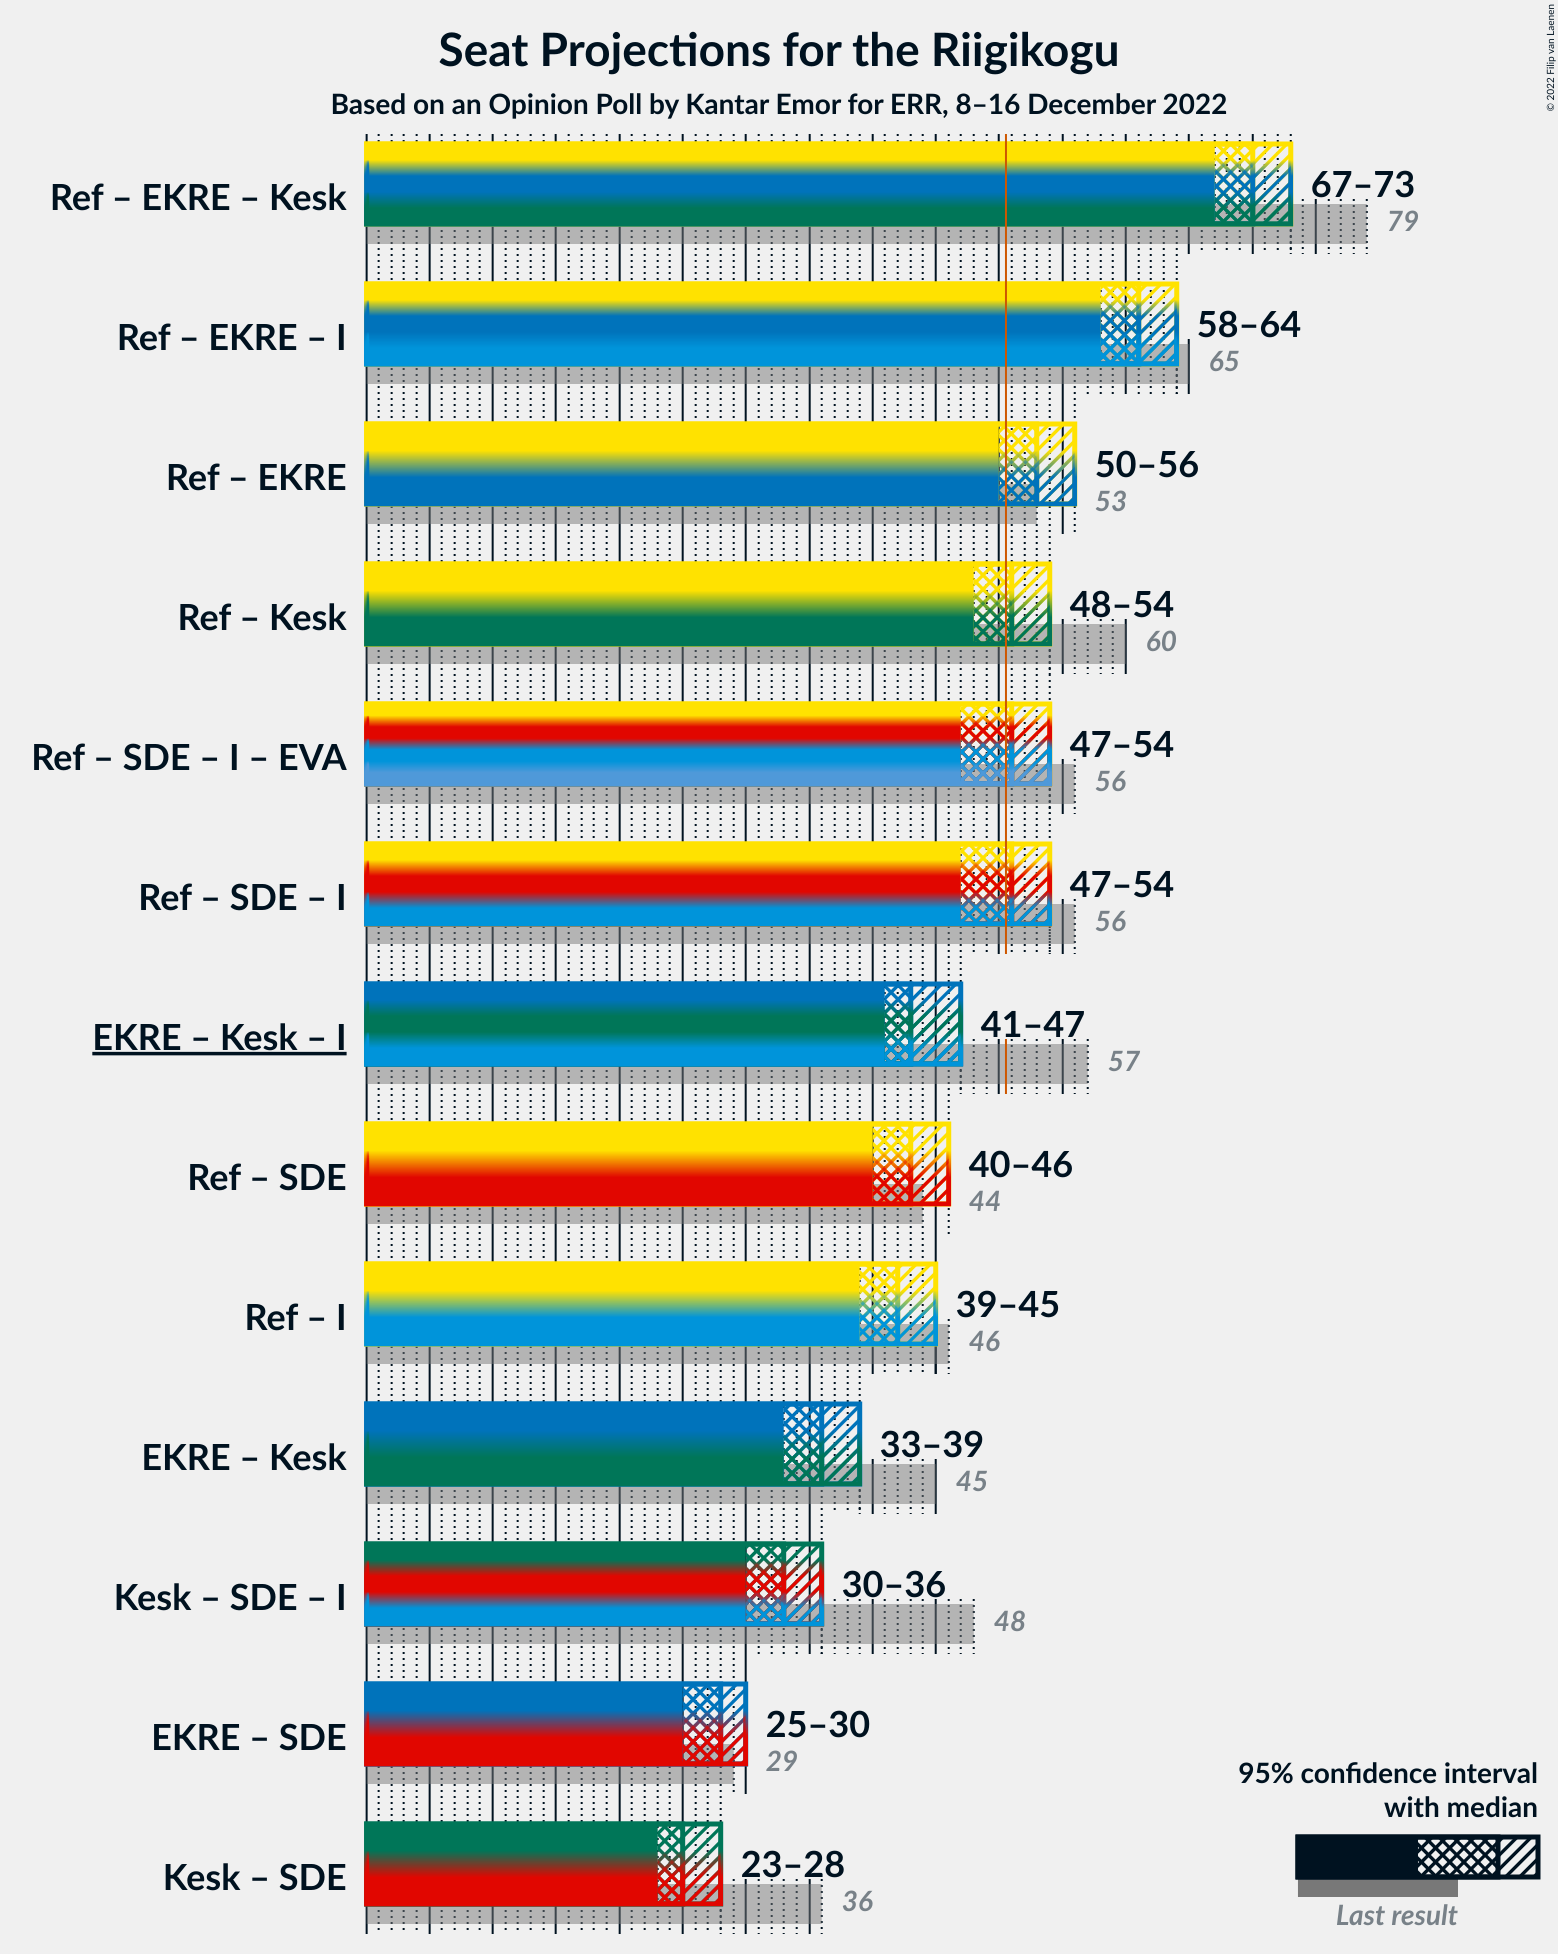 Seat Projections for the Riigikogu
Based on an Opinion Poll by Kantar Emor for ERR, 8–16 December 2022
© 2022 Filip van Laenen
Ref – EKRE – Kesk
67–73
79
Ref – EKRE – I
58–64
65
Ref – EKRE
50–56
53
Ref – Kesk
48–54
60
Ref – SDE – I – EVA
47–54
56
Ref – SDE – I
47–54
56
EKRE – Kesk – I
41–47
57
Ref – SDE
40–46
44
Ref – I
39–45
46
EKRE – Kesk
33–39
45
Kesk – SDE – I
30–36
48
EKRE – SDE
25–30
29
Kesk – SDE
23–28
36
95% confidence interval
with median
Last result